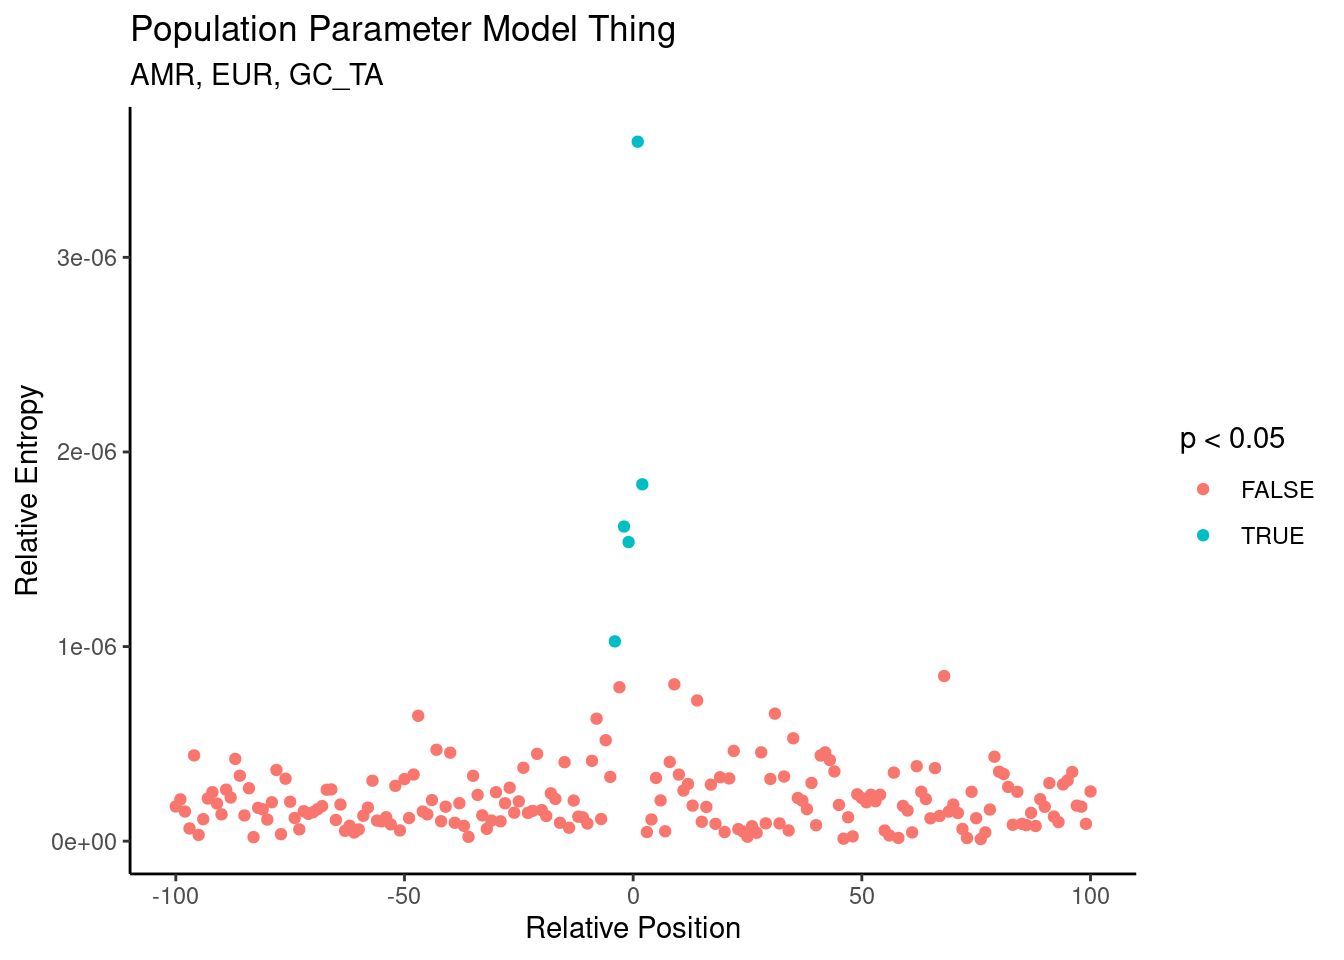 Population Parameter Model Thing
AMR, EUR, GC_TA
Relative Entropy
3e-06
2e-06
1e-06
0e+00
-100
-50
0
50
100
Relative Position
p < 0.05
FALSE
TRUE